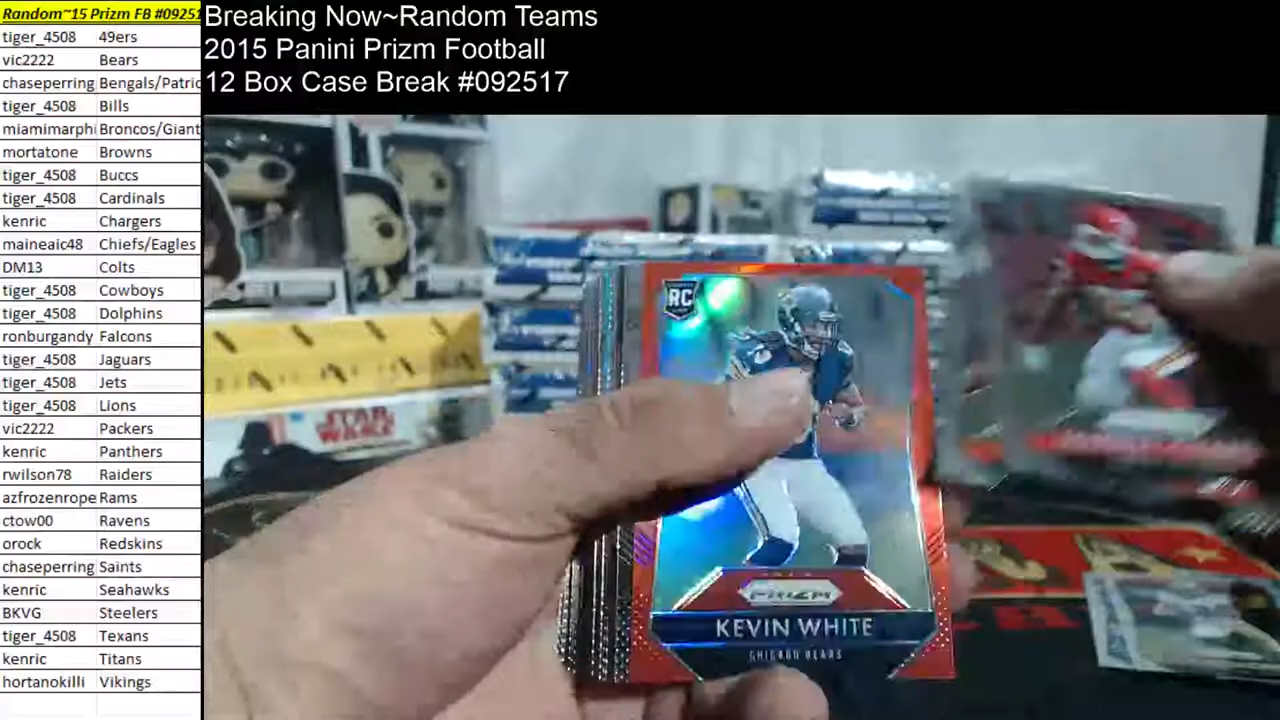 Random~15 Prizm FB #09251
tiger_4508 49ers
vic2222 Bears
chaseperring Bengals/Patric
tiger_4508 Bills
miamimarphi Broncos/Giant
mortatone Browns
tiger_4508 Buccs
tiger_4508 Cardinals
kenric Chargers
maineaic48 Chiefs/Eagles
DM13 Colts
tiger_4508 Cowboys
tiger_4508 Dolphins
ronburgandy Falcons
tiger_4508 Jaguars
tiger_4508 Jets
tiger_4508 Lions
vic2222 Packers
kenric Panthers
rwilson78 Raiders
azfrozenrope Rams
ctow00 Ravens
orock Redskins
chaseperring Saints
kenric Seahawks
BKVG Steelers
tiger_4508 Texans
kenric Titans
hortanokilli Vikings
Breaking Now~Random Teams
2015 Panini Prizm Football
12 Box Case Break #092517
STAR
WARS
RC
PRIZM
KEVIN WHITE
CHICAGO BEARS